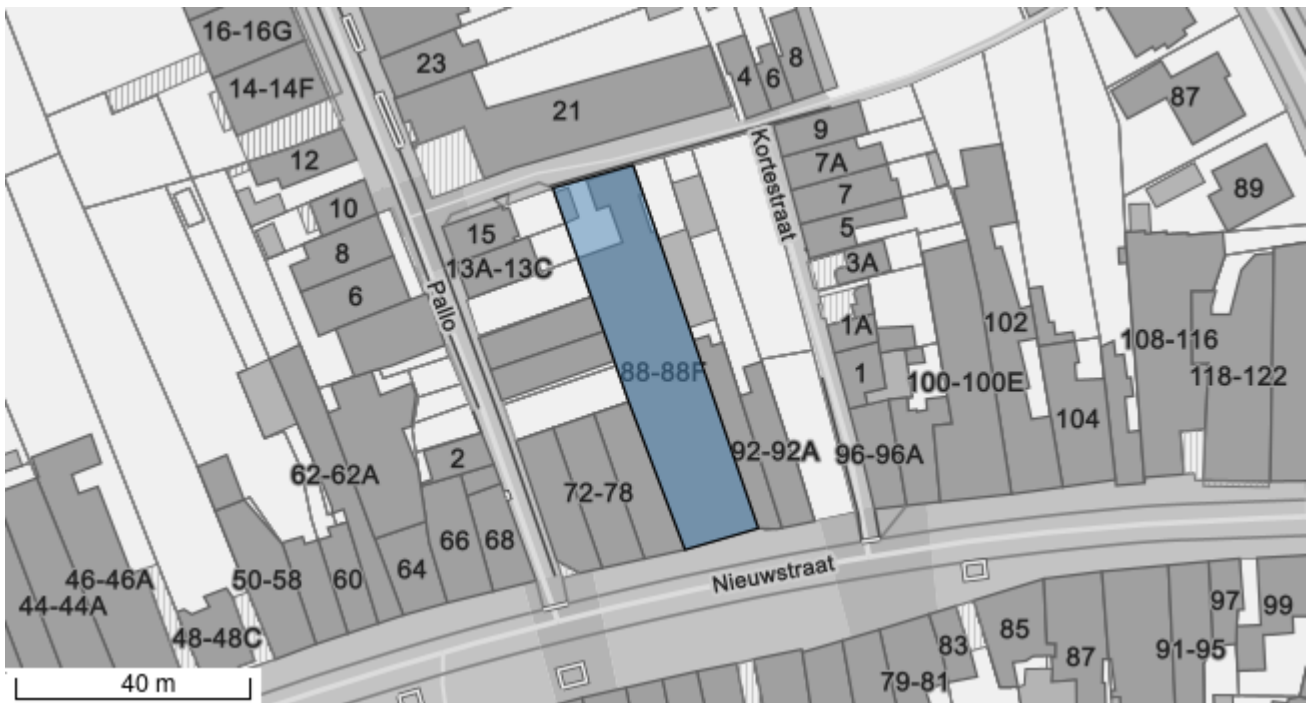 16-16G
14-14F
12
10
8
6
23
21
4
6
8
15
13A-13C
Pallo
Kortestraat
9
7A
7
5
3A
1A
1
87
89
88-88F
102
100-100E
108-116
118-122
104
62-62A
2
72-78
92-92A
96-96A
46-46A
44-44A
48-48C
50-58
60
64
66
68
Nieuwstraat
83
85
79-81
87
91-95
97
99
40 m